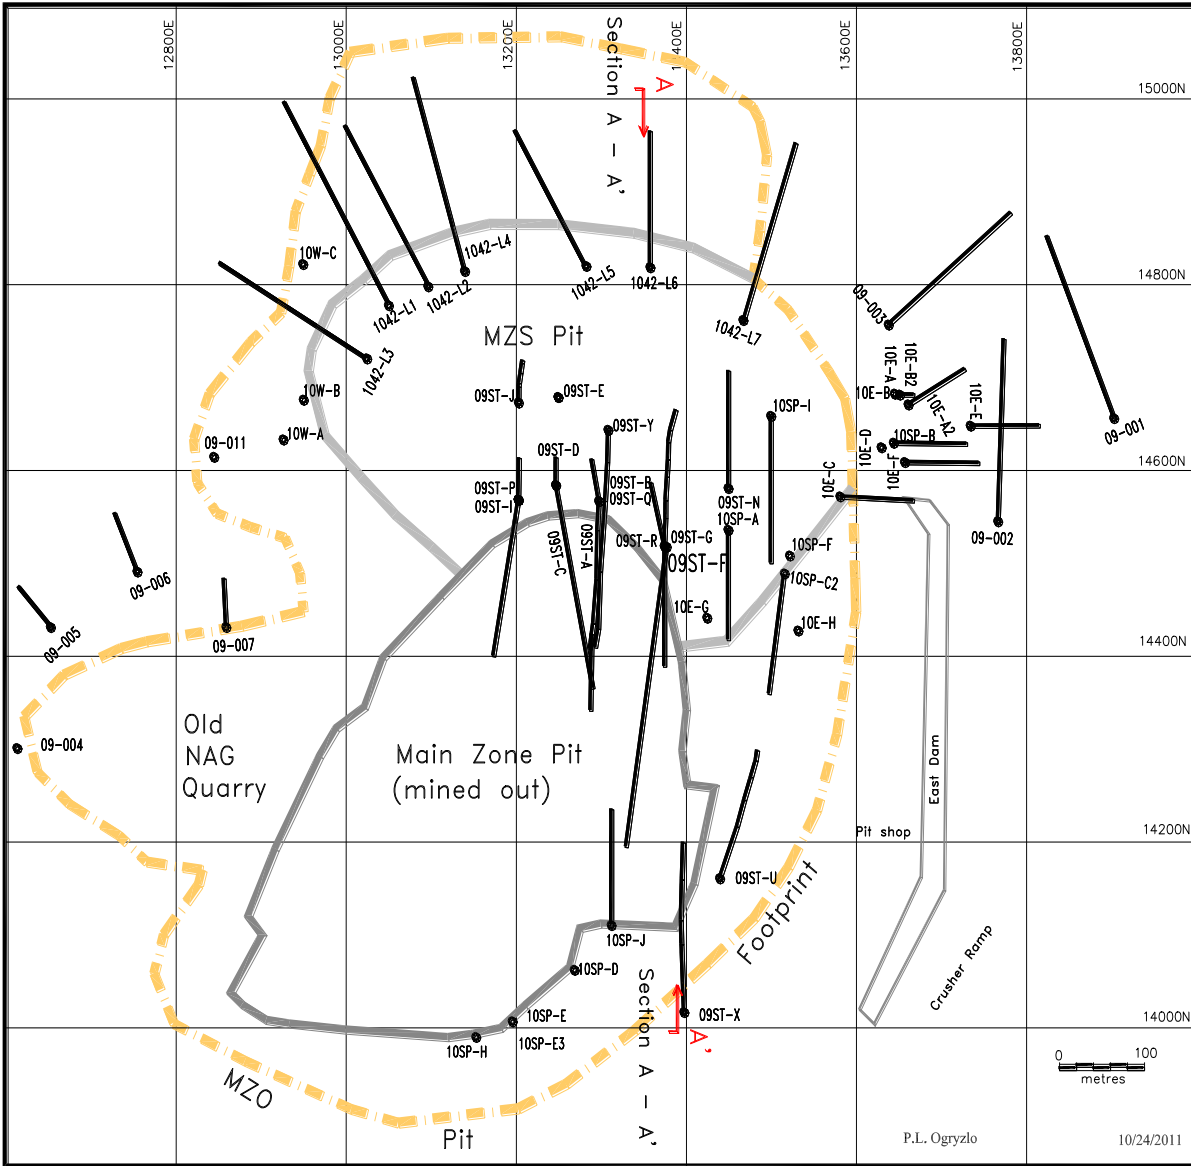 12800E
13000E
13200E
13400E
13600E
13800E
Section A - A'
A
15000N
10W-C
1042-L4
1042-L5
1042-L6
14800N
1042-L1
1042-L2
09-003
1042-L7
MZS Pit
1042-L3
10E-A
10E-B2
10W-B
09ST-J
09ST-E
10E-B
10SP-I
10E-A2
10E-E
09-001
10W-A
09-011
09ST-Y
10E-D
10SP-B
09ST-D
14600N
10E-F
10E-C
09ST-P
09ST-I
09ST-B
09ST-Q
09ST-N
10SP-A
09ST-C
09ST-A
09ST-R
09ST-G
09ST-F
10SP-F
09-002
10SP-C2
09-006
10E-G
10E-H
09-005
09-007
14400N
Old
NAG
Quarry
09-004
Main Zone Pit
(mined out)
East Dam
Pit shop
14200N
09ST-U
Footprint
10SP-J
10SP-D
Section A - A'
Crusher Ramp
09ST-X
10SP-E
14000N
10SP-H
10SP-E3
A'
0 100
metres
MZO
Pit
P.L. Ogryzlo
10/24/2011